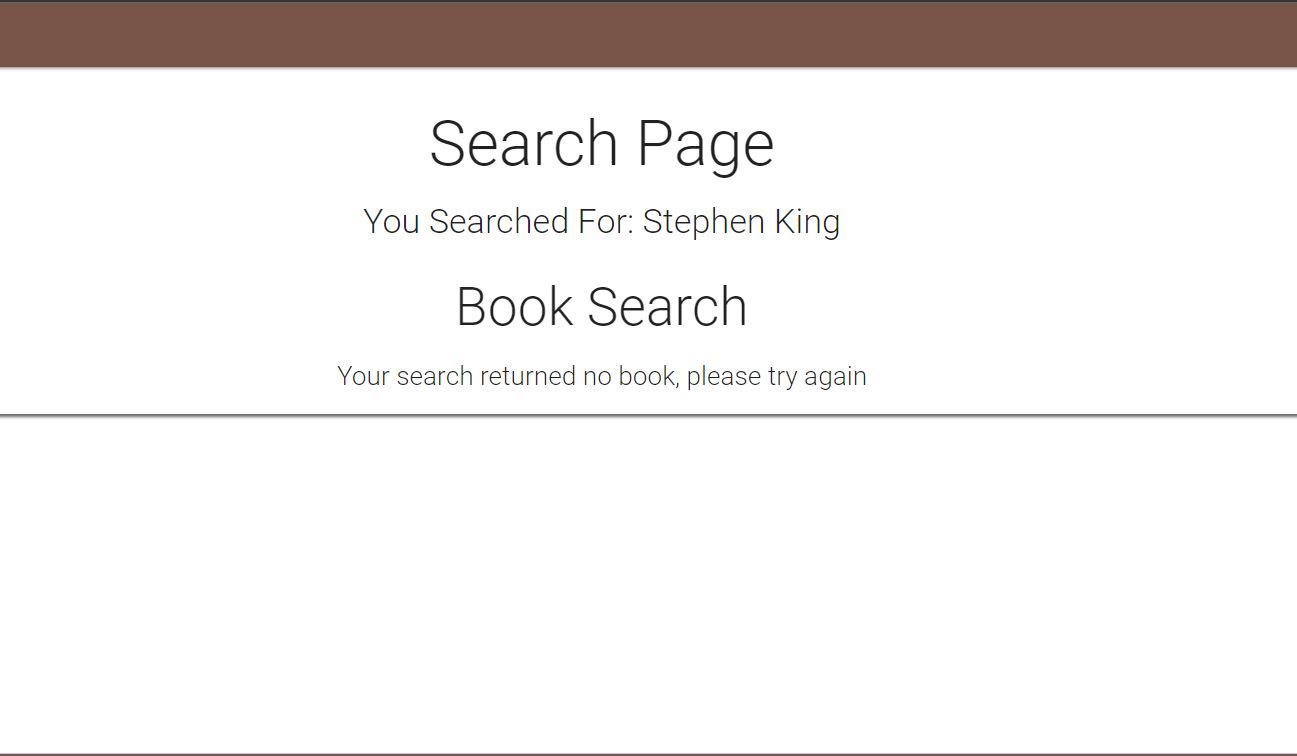 Search Page
You Searched For: Stephen King
Book Search
Your search returned no book, please try again